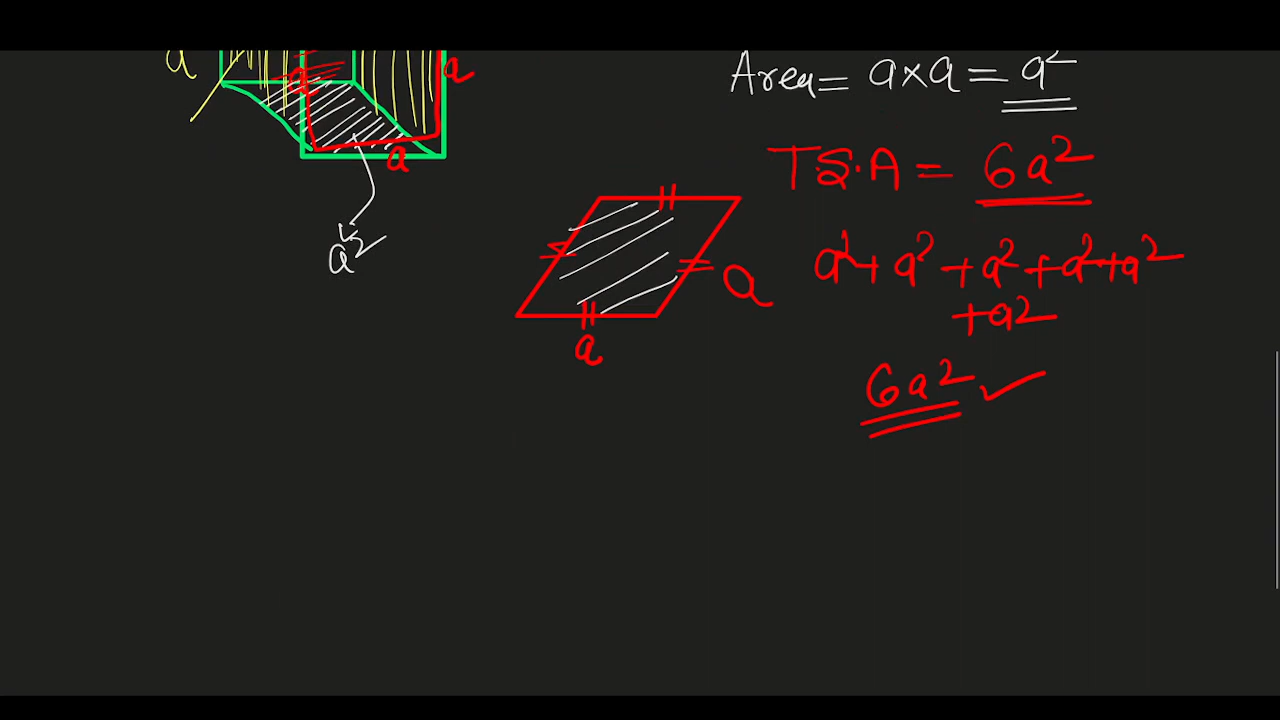 a
a
a
a
a²
Area = a×a = a²
T.S.A = 6a²
a² + a² + a² + a² + a²
+ a²
6a² ✓
a
a